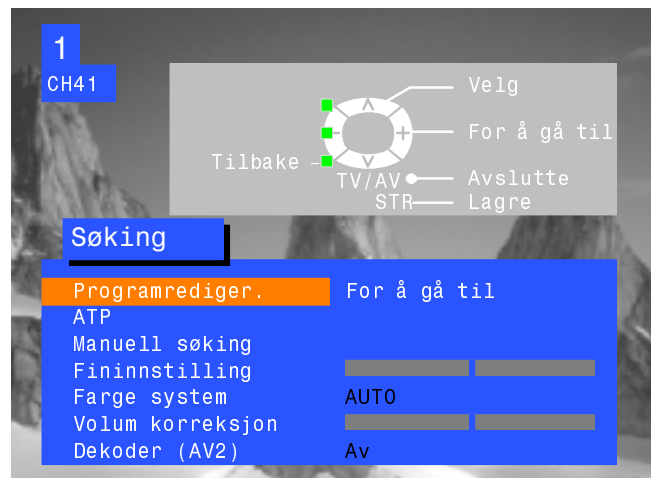 1
CH41
Velg
For å gå til
Tilbake
TV/AV Avslutte
STR Lagre
Søking
Programrediger. For å gå til
ATP
Manuell søking
Fininnstilling
Farge system AUTO
Volum korreksjon
Dekoder (AV2) Av